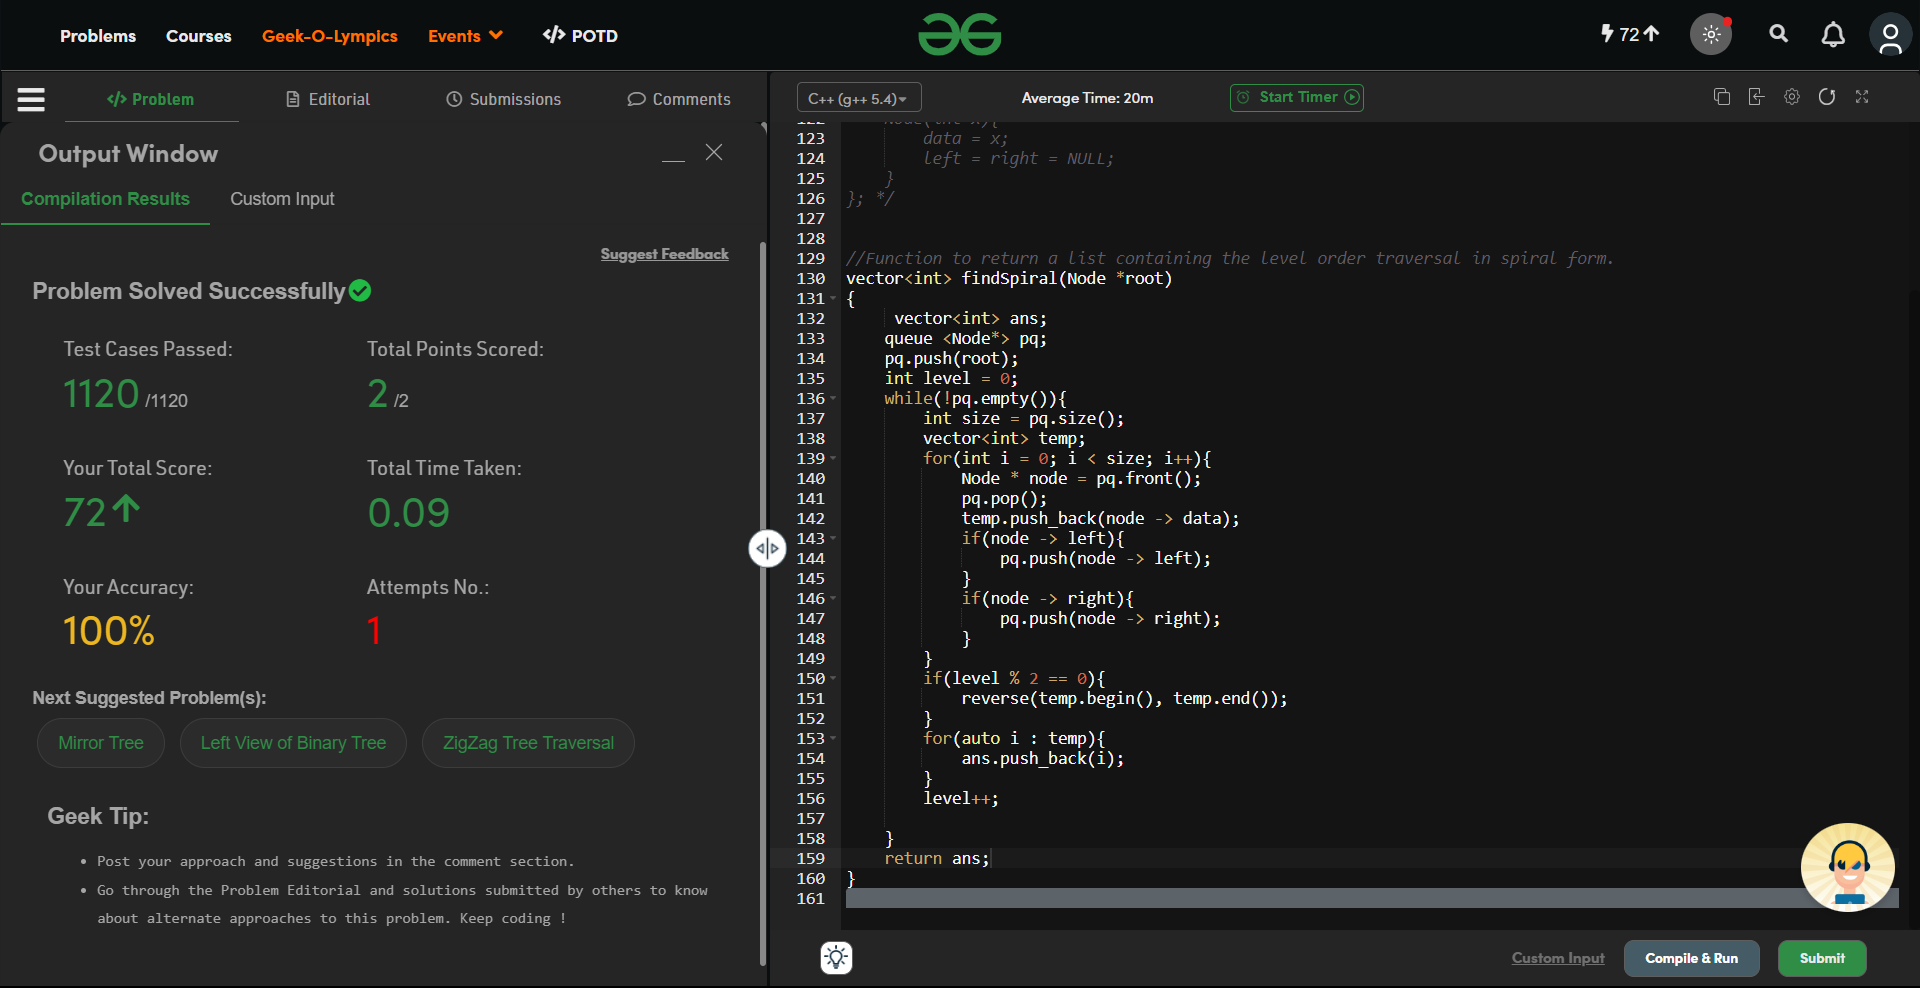 Problems Courses Geek-O-Lympics Events </> POTD 72
</> Problem Editorial Submissions Comments
Output Window
Compilation Results Custom Input
Suggest Feedback
Problem Solved Successfully
Test Cases Passed: Total Points Scored:
1120 /1120 2 /2
Your Total Score: Total Time Taken:
72 0.09
Your Accuracy: Attempts No.:
100% 1
Next Suggested Problem(s):
Mirror Tree Left View of Binary Tree ZigZag Tree Traversal
Geek Tip:
• Post your approach and suggestions in the comment section.
• Go through the Problem Editorial and solutions submitted by others to know
about alternate approaches to this problem. Keep coding !
C++ (g++ 5.4) Average Time: 20m Start Timer
122 Node(int x){
123 data = x;
124 left = right = NULL;
125 }
126 }; */
127
128
129 //Function to return a list containing the level order traversal in spiral form.
130 vector<int> findSpiral(Node *root)
131 {
132 vector<int> ans;
133 queue <Node*> pq;
134 pq.push(root);
135 int level = 0;
136 while(!pq.empty()){
137 int size = pq.size();
138 vector<int> temp;
139 for(int i = 0; i < size; i++){
140 Node * node = pq.front();
141 pq.pop();
142 temp.push_back(node -> data);
143 if(node -> left){
144 pq.push(node -> left);
145 }
146 if(node -> right){
147 pq.push(node -> right);
148 }
149 }
150 if(level % 2 == 0){
151 reverse(temp.begin(), temp.end());
152 }
153 for(auto i : temp){
154 ans.push_back(i);
155 }
156 level++;
157
158 }
159 return ans;
160 }
161
Custom Input Compile & Run Submit